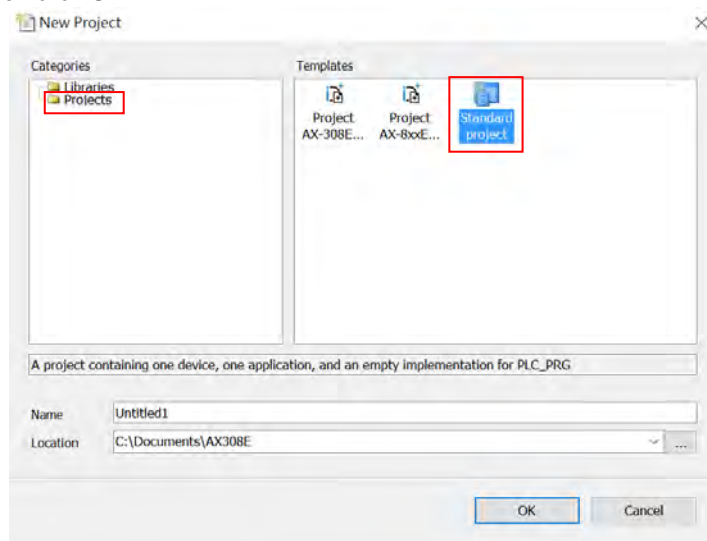 New Project
Categories
Templates
Libraries
Projects
Project AX-308E...
Project AX-8xxE...
Standard project
A project containing one device, one application, and an empty implementation for PLC_PRG
Name
Untitled1
Location
C:\Documents\AX308E
...
OK
Cancel